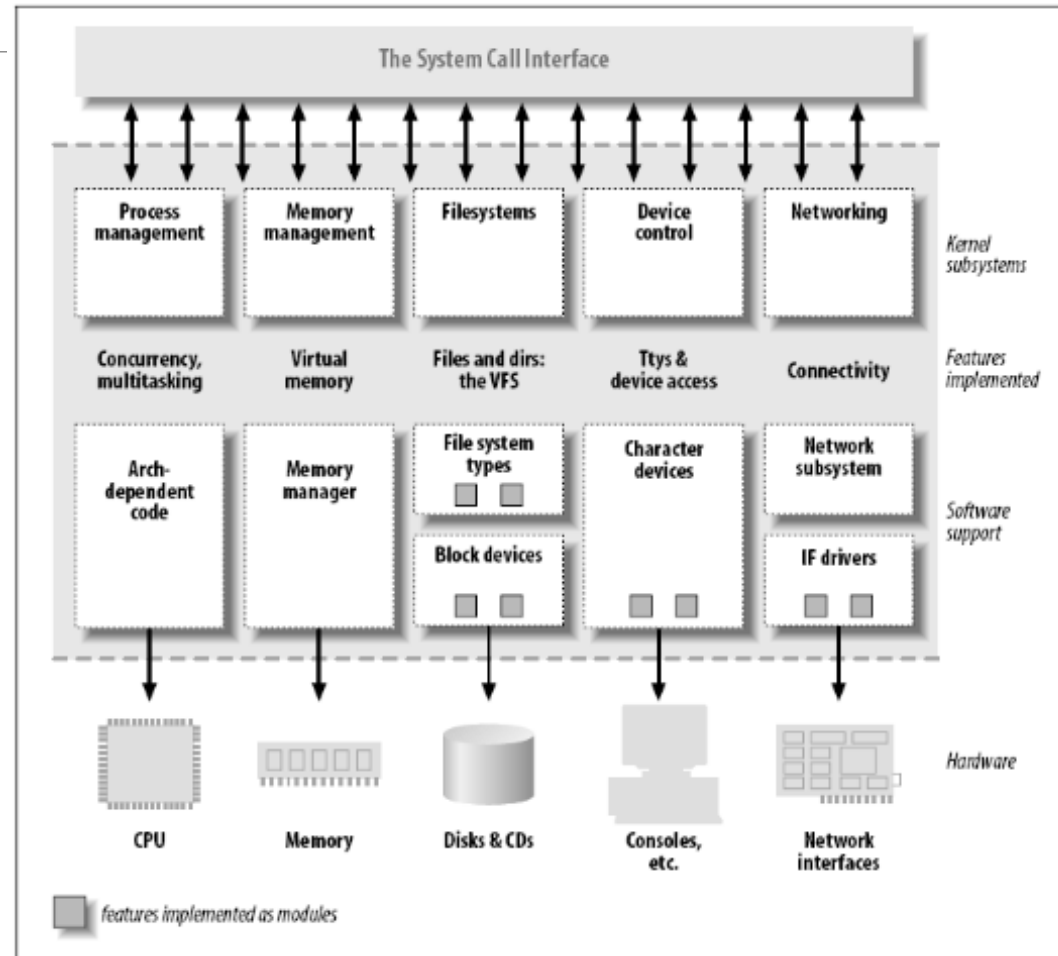 The System Call Interface
Process
management
Memory
management
Filesystems
Device
control
Networking
Kernel
subsystems
Concurrency,
multitasking
Virtual
memory
Files and dirs:
the VFS
Ttys &
device access
Connectivity
Features
implemented
Arch-
dependent
code
Memory
manager
File system
types
Block devices
Character
devices
Network
subsystem
IF drivers
Software
support
Hardware
CPU
Memory
Disks & CDs
Consoles,
etc.
Network
interfaces
features implemented as modules